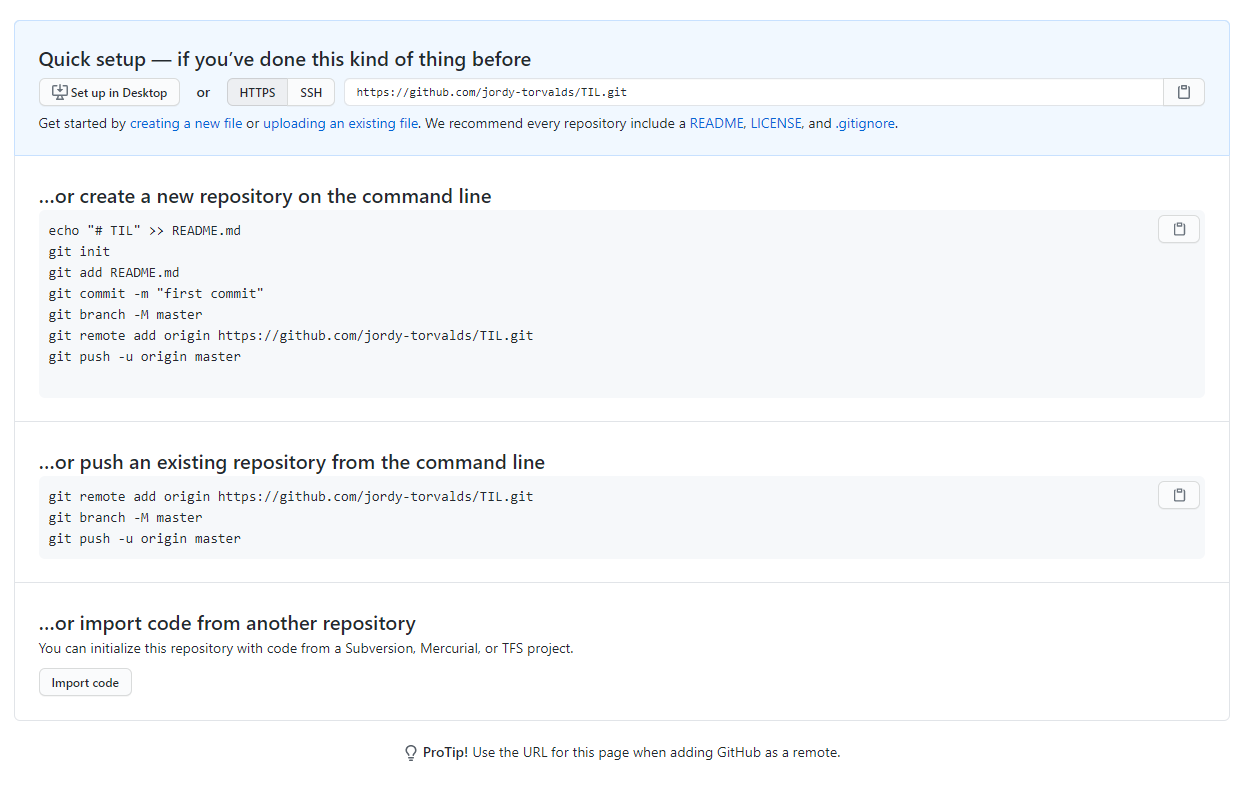 Quick setup — if you’ve done this kind of thing before
Set up in Desktop or HTTPS SSH https://github.com/jordy-torvalds/TIL.git
Get started by creating a new file or uploading an existing file. We recommend every repository include a README, LICENSE, and .gitignore.
…or create a new repository on the command line
echo "# TIL" >> README.md
git init
git add README.md
git commit -m "first commit"
git branch -M master
git remote add origin https://github.com/jordy-torvalds/TIL.git
git push -u origin master
…or push an existing repository from the command line
git remote add origin https://github.com/jordy-torvalds/TIL.git
git branch -M master
git push -u origin master
…or import code from another repository
You can initialize this repository with code from a Subversion, Mercurial, or TFS project.
Import code
ProTip! Use the URL for this page when adding GitHub as a remote.